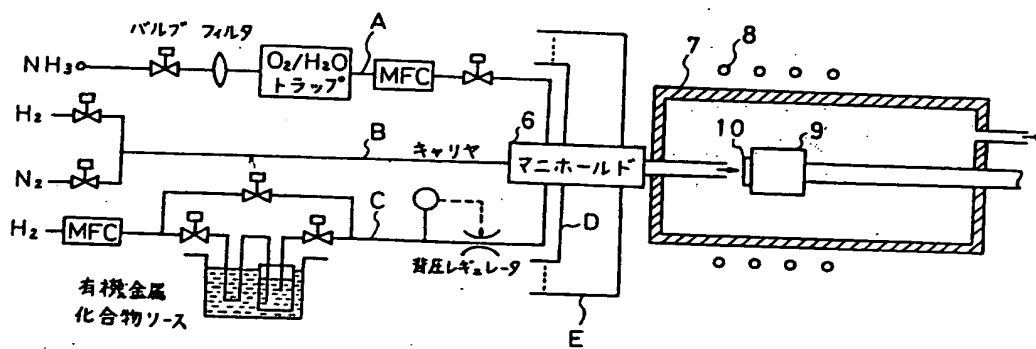 バルブ フィルタ
A
NH₃
O₂/H₂O
トラップ
MFC
H₂
B
キャリヤ
6
マニホールド
N₂
H₂
MFC
C
背圧レギュレータ
D
E
有機金属
化合物ソース
7
8
10
9